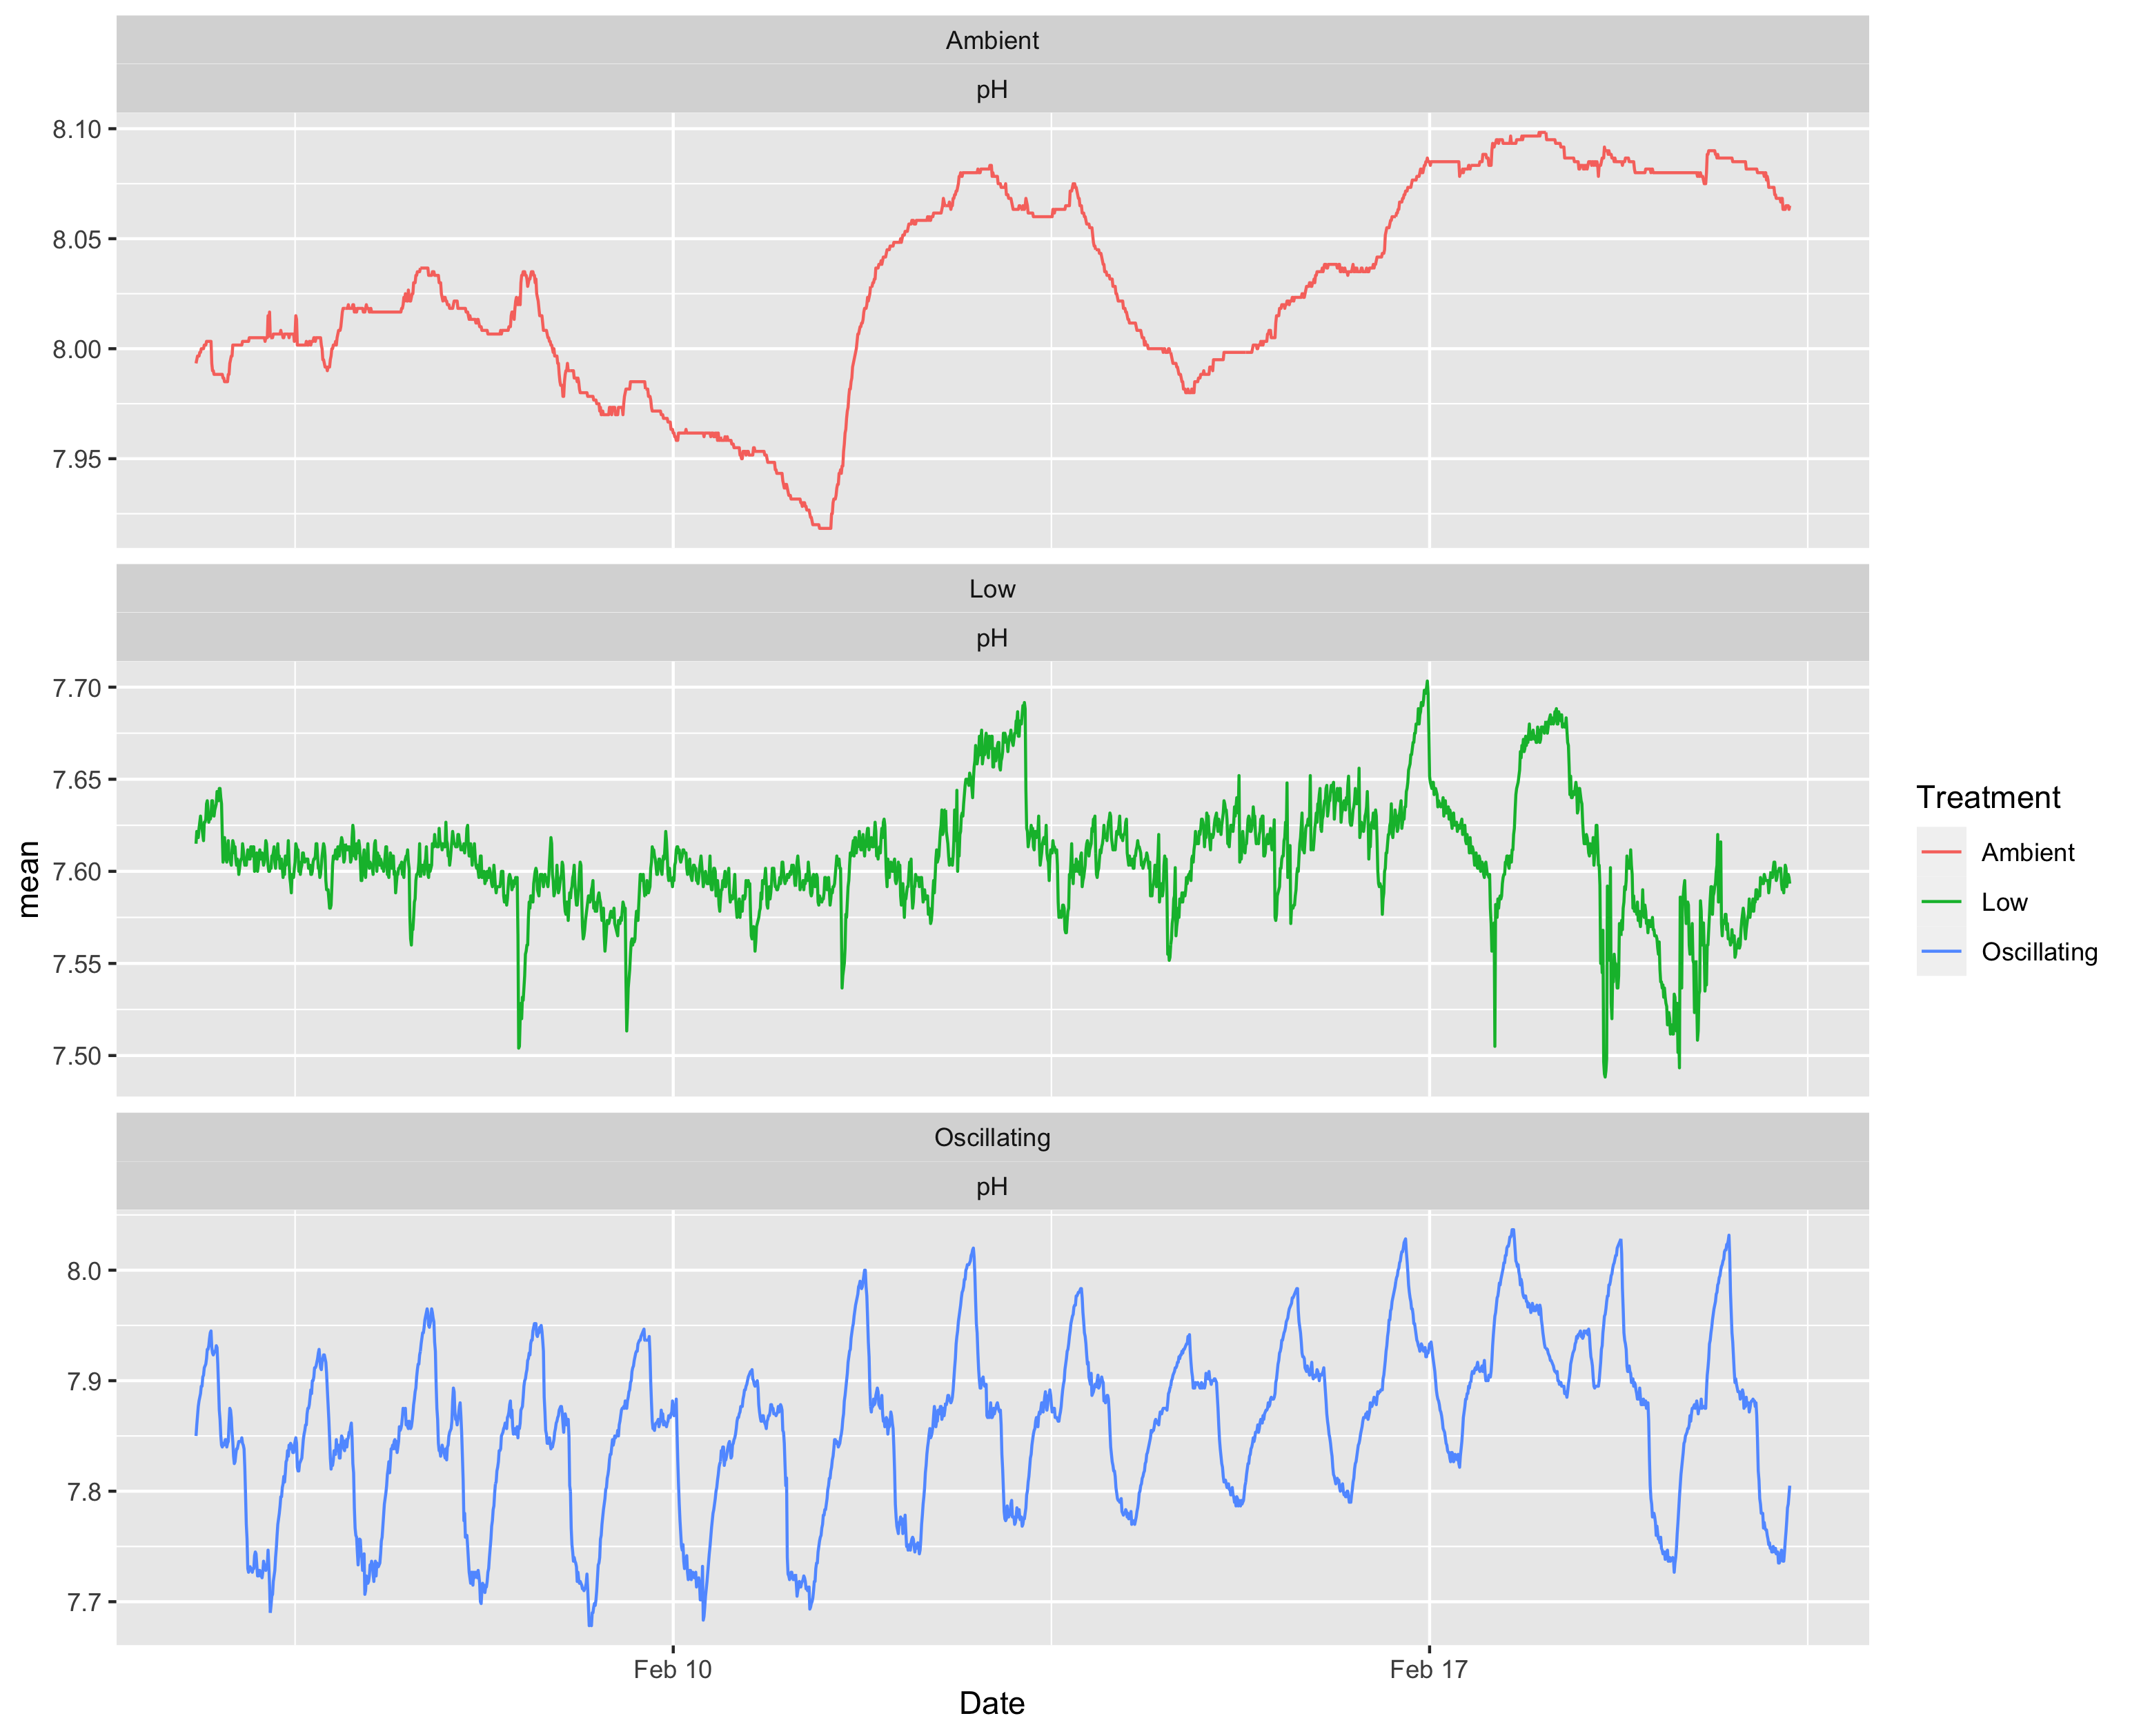 Ambient
pH
8.10
8.05
8.00
7.95
Low
pH
7.70
7.65
7.60
7.55
7.50
Oscillating
pH
8.0
7.9
7.8
7.7
Feb 10
Feb 17
Date
mean
Treatment
Ambient
Low
Oscillating